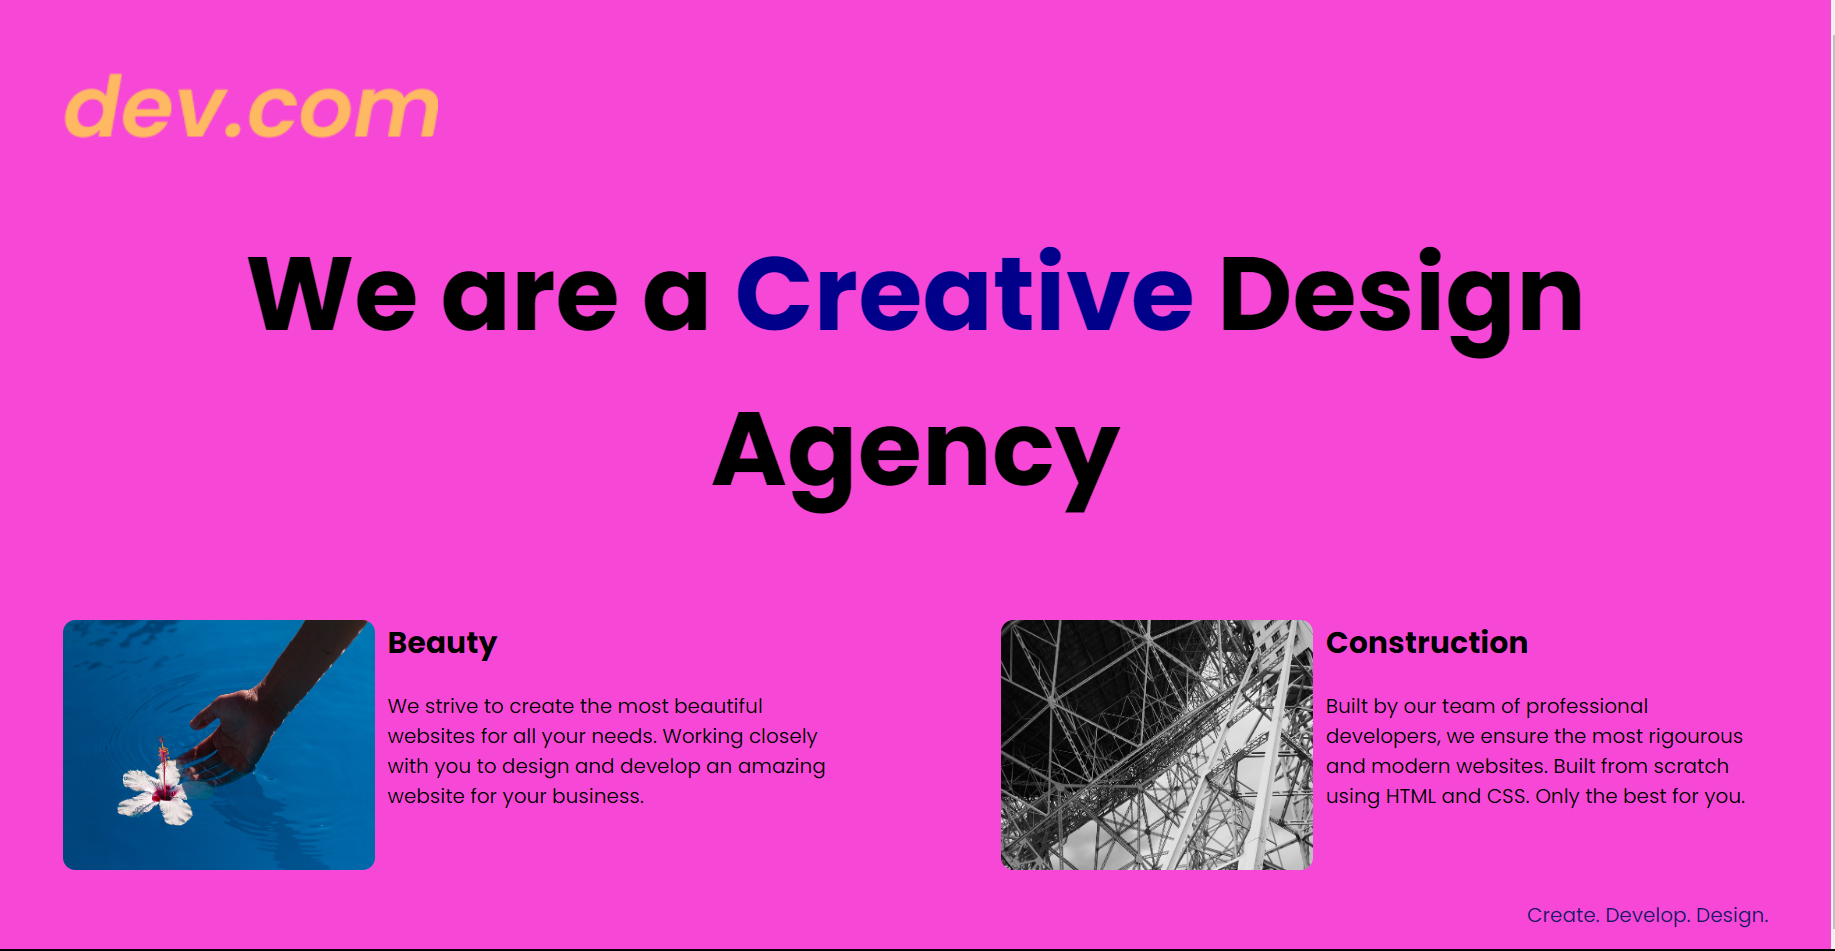 dev.com
We are a Creative Design
Agency
Beauty
We strive to create the most beautiful
websites for all your needs. Working closely
with you to design and develop an amazing
website for your business.
Construction
Built by our team of professional
developers, we ensure the most rigourous
and modern websites. Built from scratch
using HTML and CSS. Only the best for you.
Create. Develop. Design.